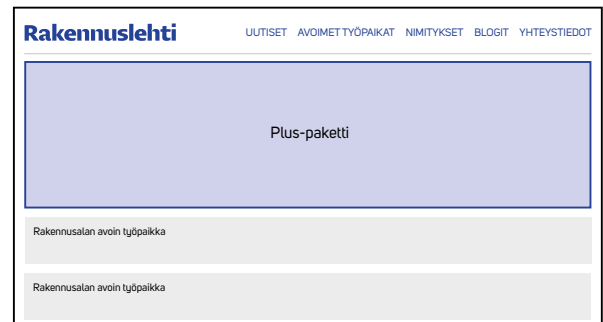 Rakennuslehti
UUTISET AVOIMET TYÖPAIKAT NIMITYKSET BLOGIT YHTEYSTIEDOT
Plus-paketti
Rakennusalan avoin työpaikka
Rakennusalan avoin työpaikka